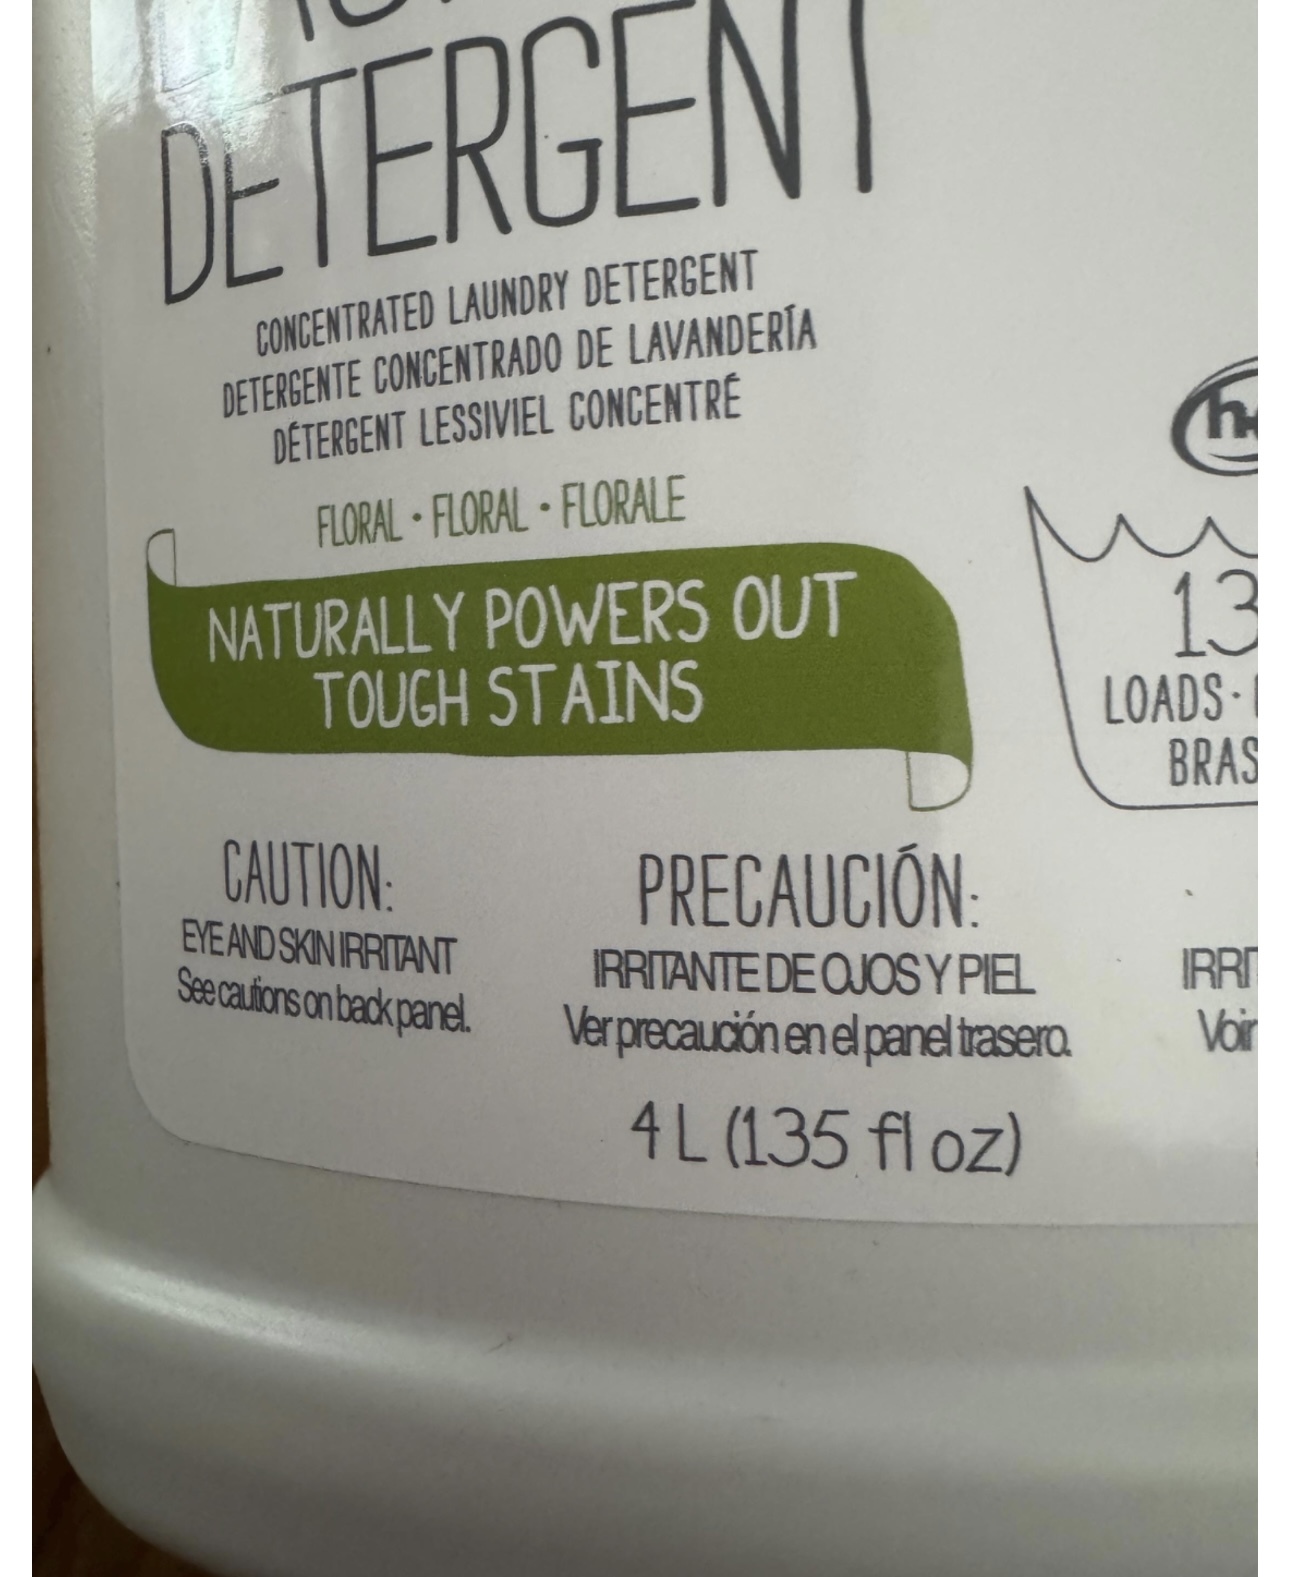 DETERGENT
CONCENTRATED LAUNDRY DETERGENT
DETERGENTE CONCENTRADO DE LAVANDERÍA
DÉTERGENT LESSIVIEL CONCENTRÉ
FLORAL • FLORAL • FLORALE
NATURALLY POWERS OUT
TOUGH STAINS
LOADS •
CAUTION:
EYE AND SKIN IRRITANT
See cautions on back panel.
PRECAUCIÓN:
IRRITANTE DE OJOS Y PIEL
Ver precaución en el panel trasero.
Voir
4 L (135 fl oz)